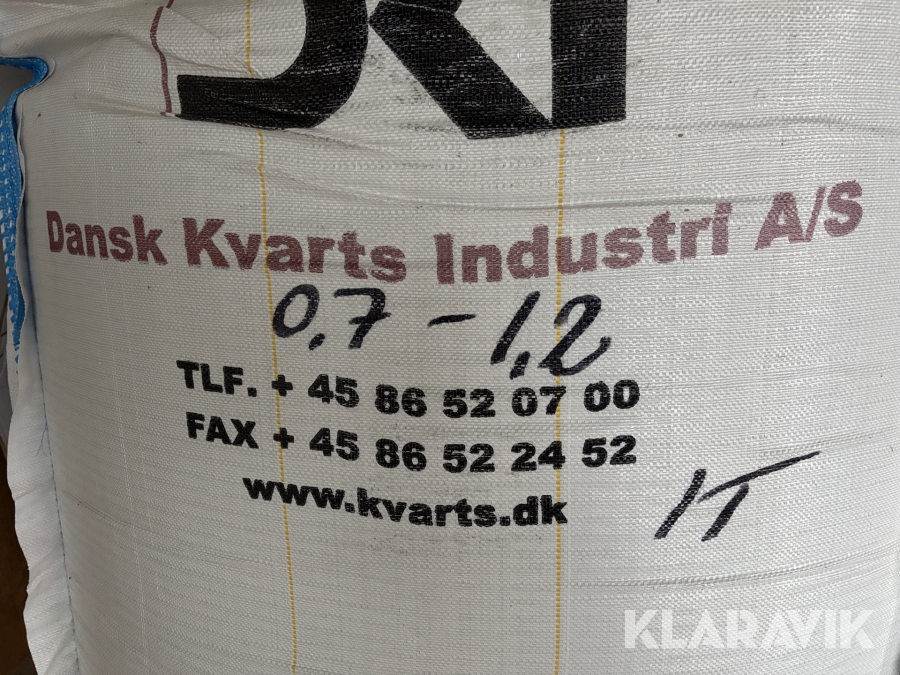 DKI
Dansk Kvarts Industri A/S
0,7 - 1,2
TLF. + 45 86 52 07 00
FAX + 45 86 52 24 52
www.kvarts.dk
1T
KLARAVIK